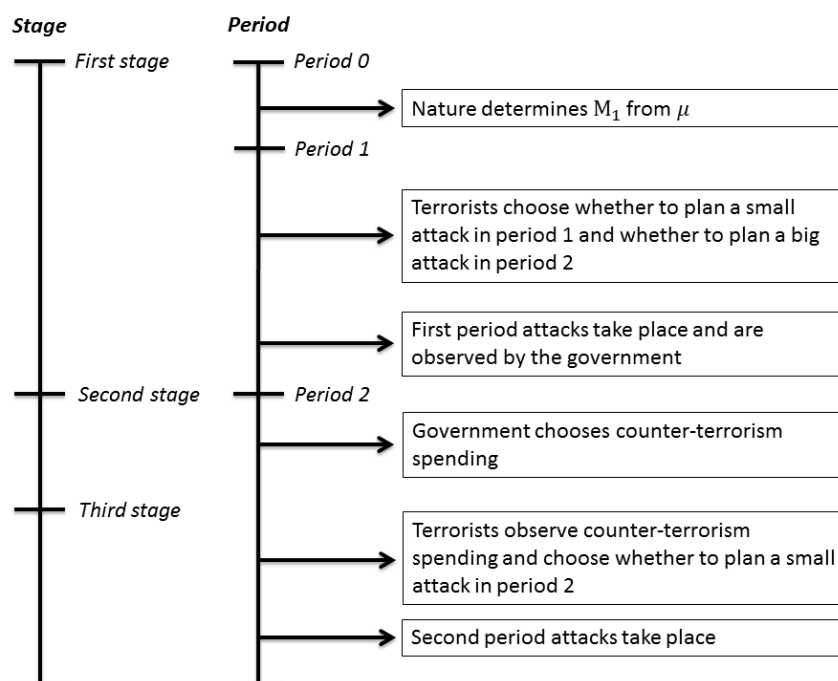 Stage
Period
First stage
Period 0
Nature determines M₁ from μ
Period 1
Terrorists choose whether to plan a small
attack in period 1 and whether to plan a big
attack in period 2
First period attacks take place and are
observed by the government
Second stage
Period 2
Government chooses counter-terrorism
spending
Third stage
Terrorists observe counter-terrorism
spending and choose whether to plan a small
attack in period 2
Second period attacks take place